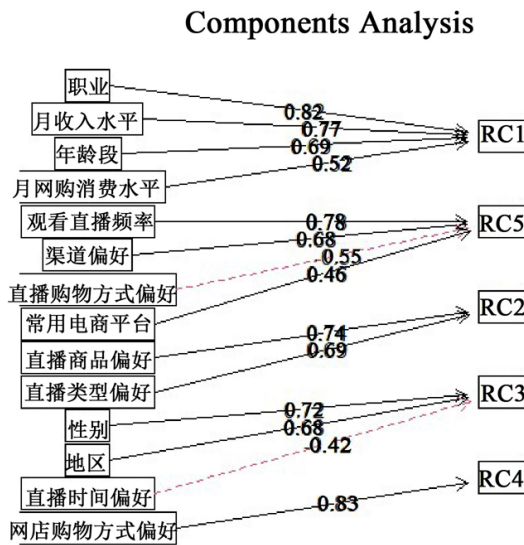 Components Analysis
职业
月收入水平
年龄段
月网购消费水平
观看直播频率
渠道偏好
直播购物方式偏好
常用电商平台
直播商品偏好
直播类型偏好
性别
地区
直播时间偏好
网店购物方式偏好
0.82
0.77
0.69
0.52
0.78
0.68
-0.55
0.46
0.74
0.69
0.72
0.68
-0.42
0.83
RC1
RC5
RC2
RC3
RC4